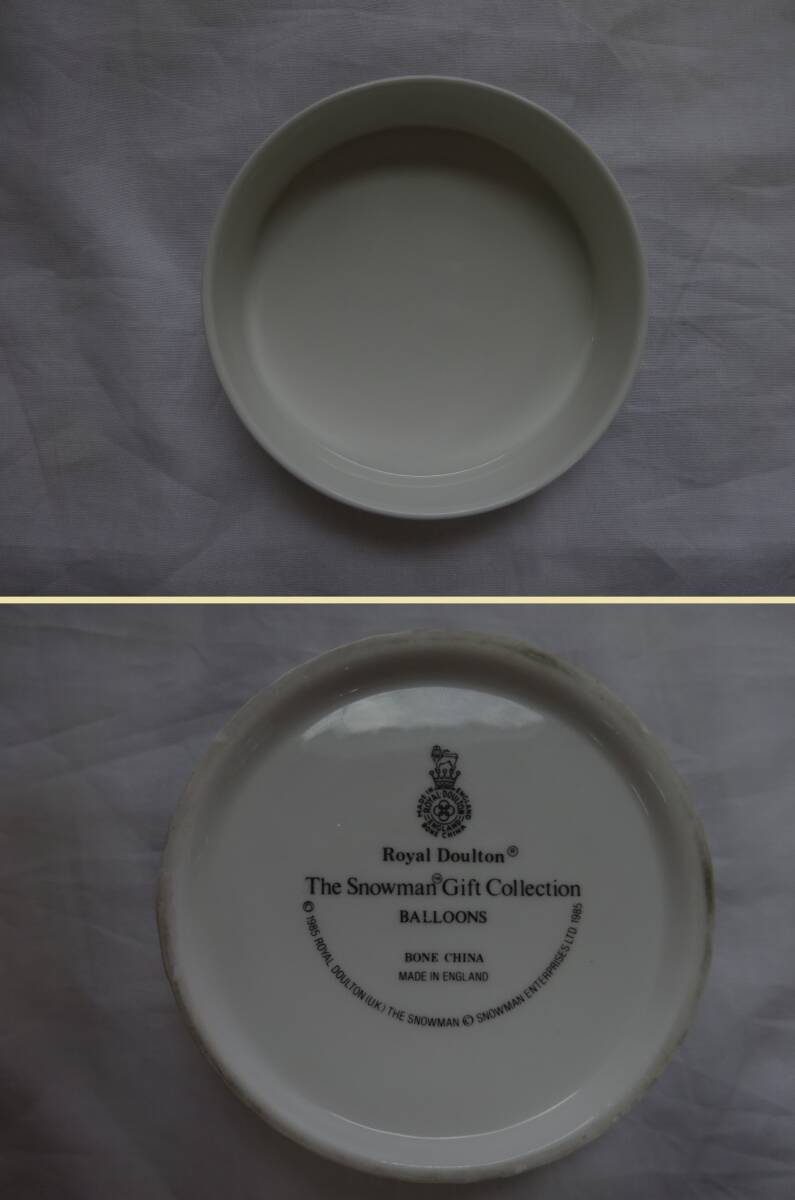 MADE IN ENGLAND
ROYAL DOULTON
ENGLAND
BONE CHINA
Royal Doulton®
The Snowman™ Gift Collection
BALLOONS
BONE CHINA
MADE IN ENGLAND
© 1985 ROYAL DOULTON (U.K.) THE SNOWMAN © SNOWMAN ENTERPRISES LTD. 1985